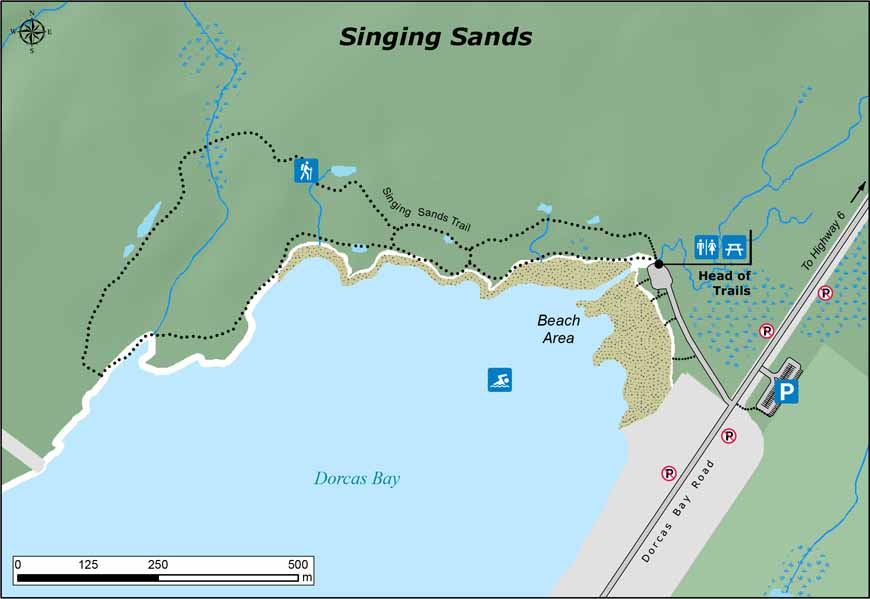 Singing Sands
N
W
E
S
Singing Sands Trail
To Highway 6
Head of
Trails
P
P
Beach
Area
P
P
P
Dorcas Bay
Dorcas Bay Road
0 125 250 500
m